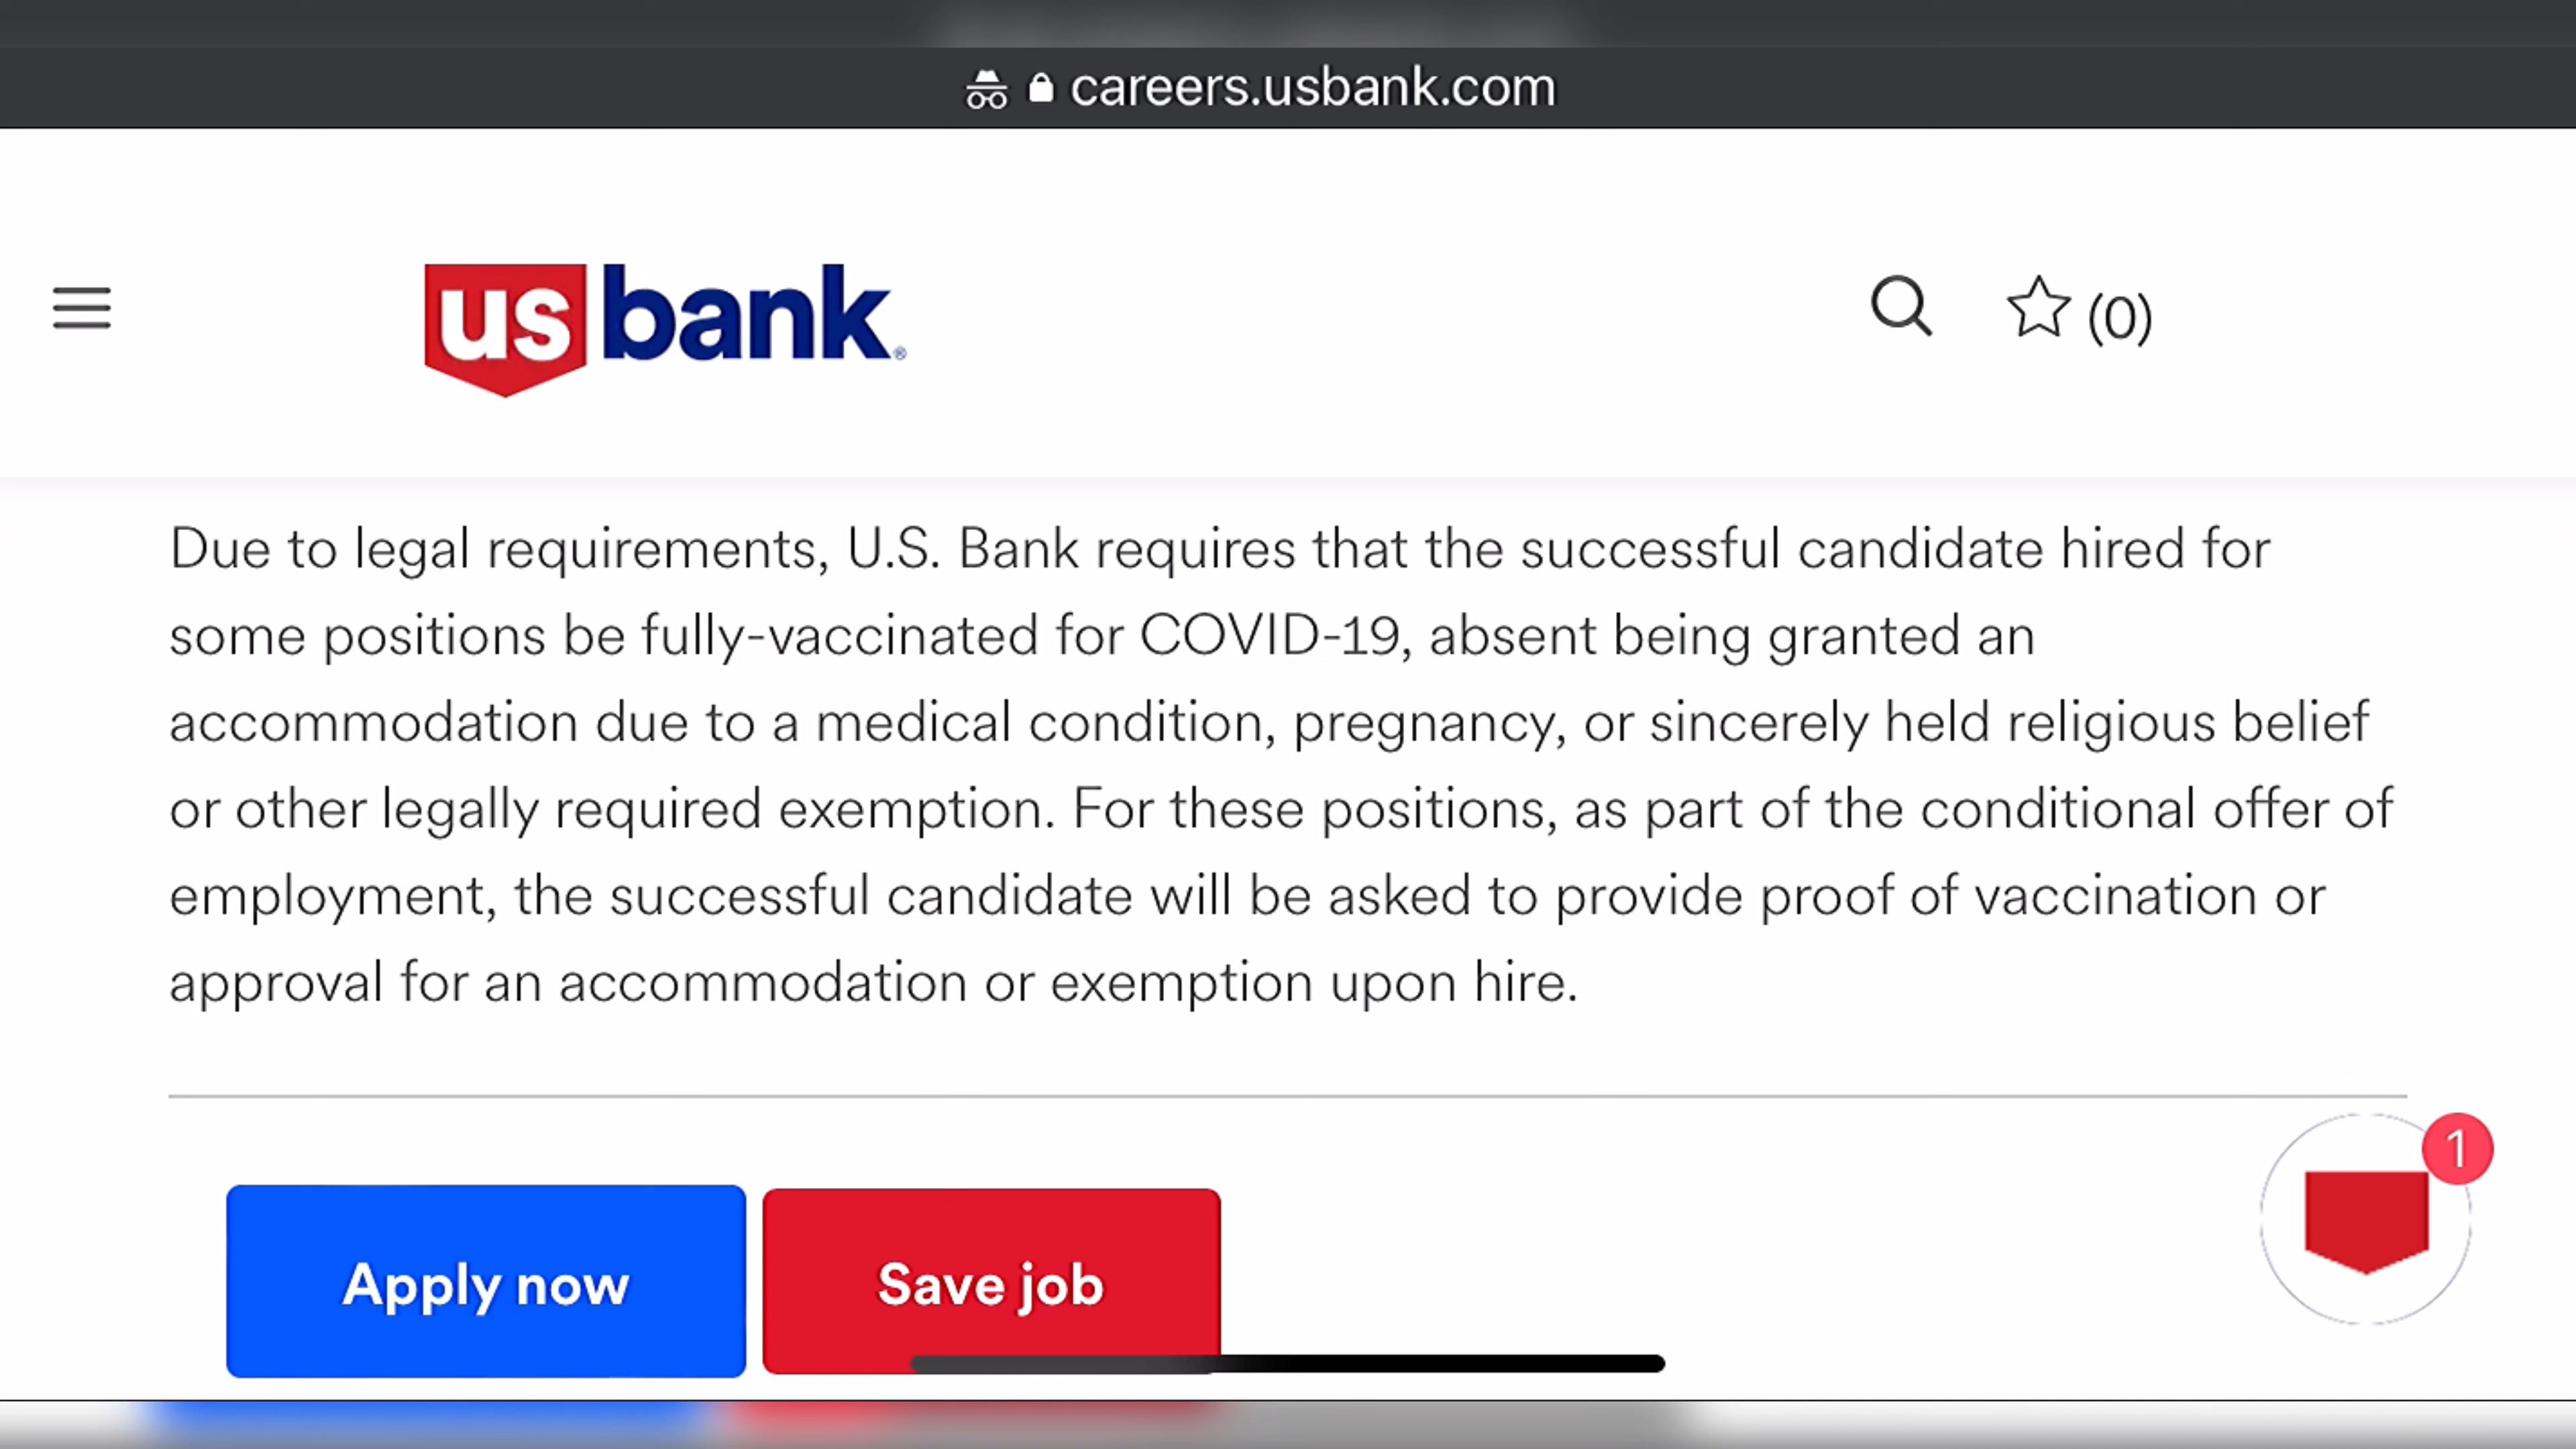 careers.usbank.com
us bank®
(0)
Due to legal requirements, U.S. Bank requires that the successful candidate hired for
some positions be fully-vaccinated for COVID-19, absent being granted an
accommodation due to a medical condition, pregnancy, or sincerely held religious belief
or other legally required exemption. For these positions, as part of the conditional offer of
employment, the successful candidate will be asked to provide proof of vaccination or
approval for an accommodation or exemption upon hire.
1
Apply now Save job